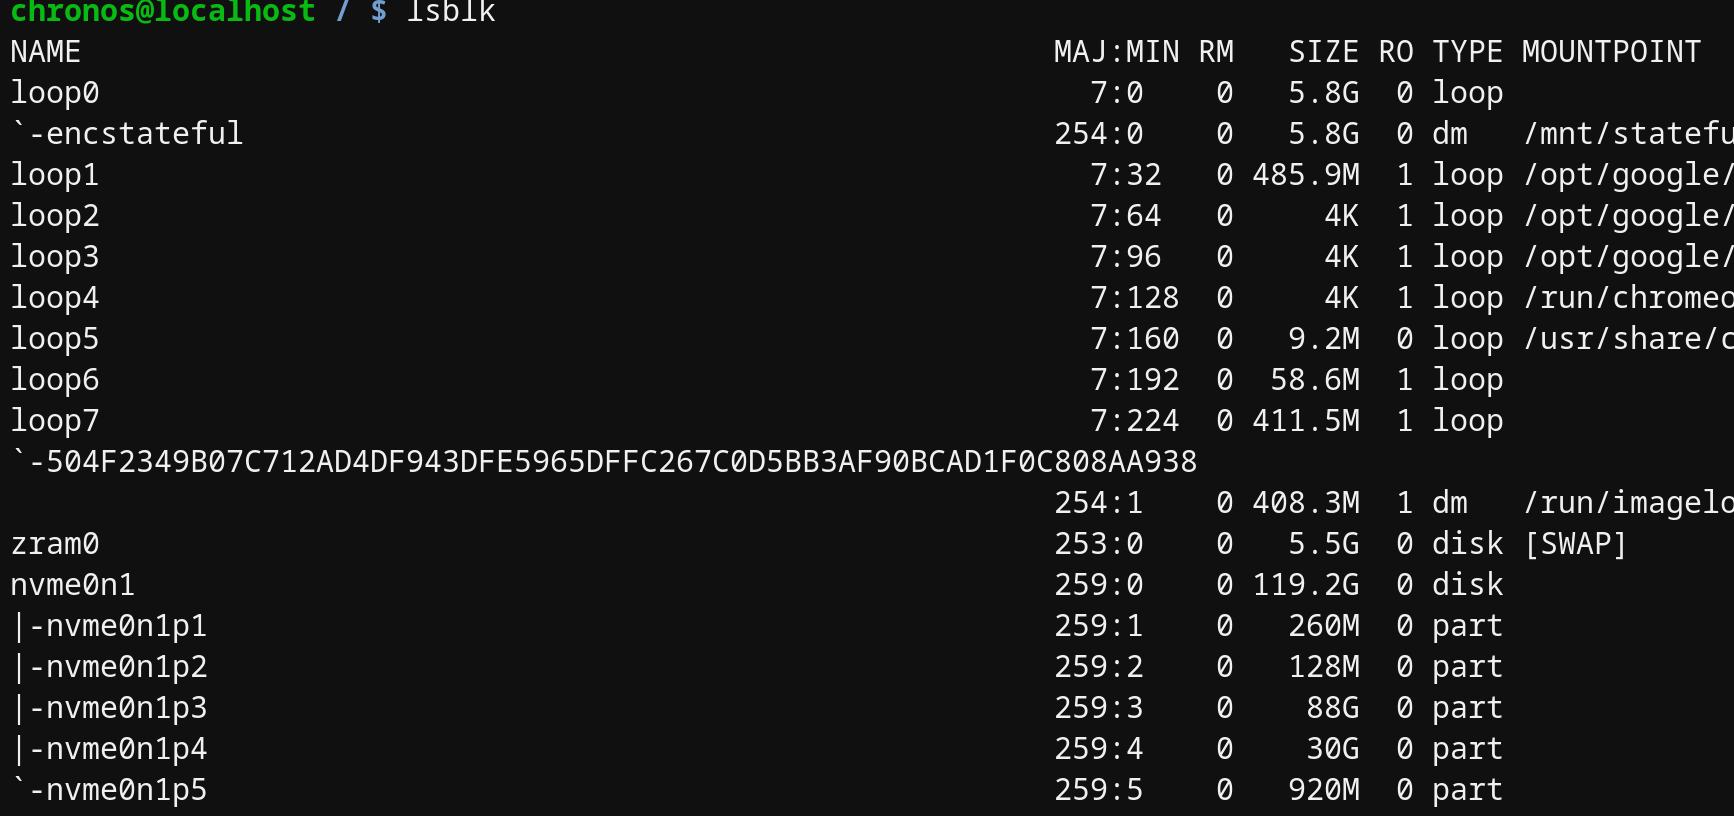 chronos@localhost / $ lsblk
NAME MAJ:MIN RM SIZE RO TYPE MOUNTPOINT
loop0 7:0 0 5.8G 0 loop
`-encstateful 254:0 0 5.8G 0 dm /mnt/statefu
loop1 7:32 0 485.9M 1 loop /opt/google/
loop2 7:64 0 4K 1 loop /opt/google/
loop3 7:96 0 4K 1 loop /opt/google/
loop4 7:128 0 4K 1 loop /run/chromeo
loop5 7:160 0 9.2M 0 loop /usr/share/c
loop6 7:192 0 58.6M 1 loop
loop7 7:224 0 411.5M 1 loop
`-504F2349B07C712AD4DF943DFE5965DFFC267C0D5BB3AF90BCAD1F0C808AA938
254:1 0 408.3M 1 dm /run/imagelo
zram0 253:0 0 5.5G 0 disk [SWAP]
nvme0n1 259:0 0 119.2G 0 disk
|-nvme0n1p1 259:1 0 260M 0 part
|-nvme0n1p2 259:2 0 128M 0 part
|-nvme0n1p3 259:3 0 88G 0 part
|-nvme0n1p4 259:4 0 30G 0 part
`-nvme0n1p5 259:5 0 920M 0 part